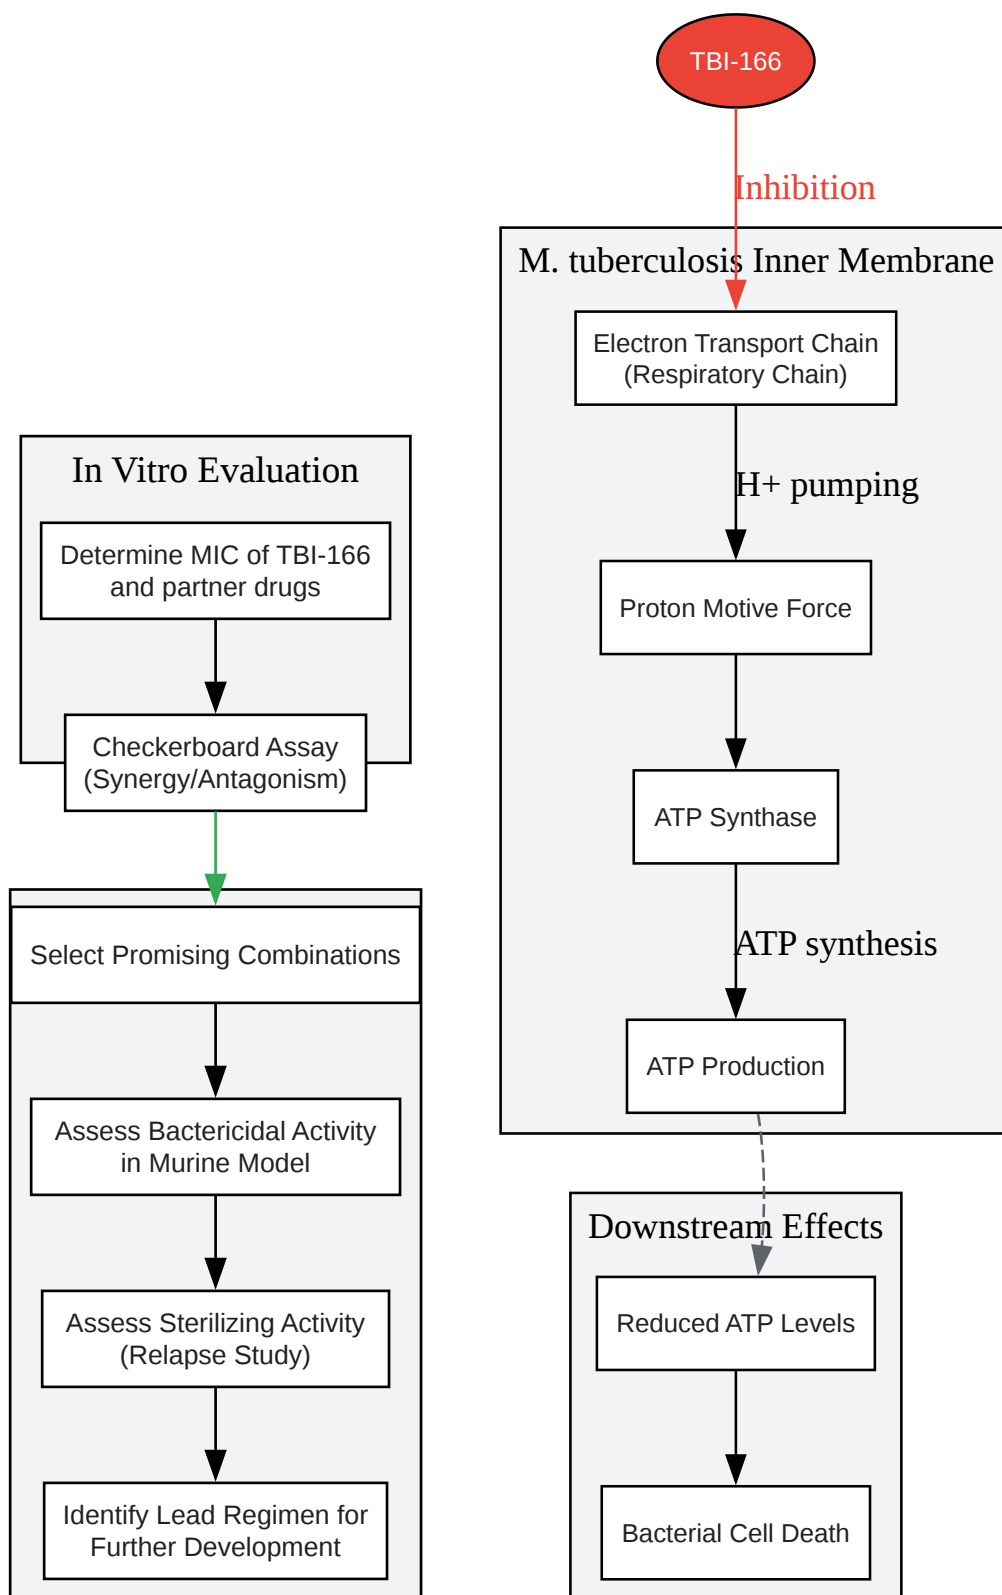 In Vitro Evaluation
Determine MIC of TBI-166
and partner drugs
Checkerboard Assay
(Synergy/Antagonism)
Select Promising Combinations
Assess Bactericidal Activity
in Murine Model
Assess Sterilizing Activity
(Relapse Study)
Identify Lead Regimen for
Further Development
TBI-166
Inhibition
M. tuberculosis Inner Membrane
Electron Transport Chain
(Respiratory Chain)
H+ pumping
Proton Motive Force
ATP Synthase
ATP synthesis
ATP Production
Downstream Effects
Reduced ATP Levels
Bacterial Cell Death